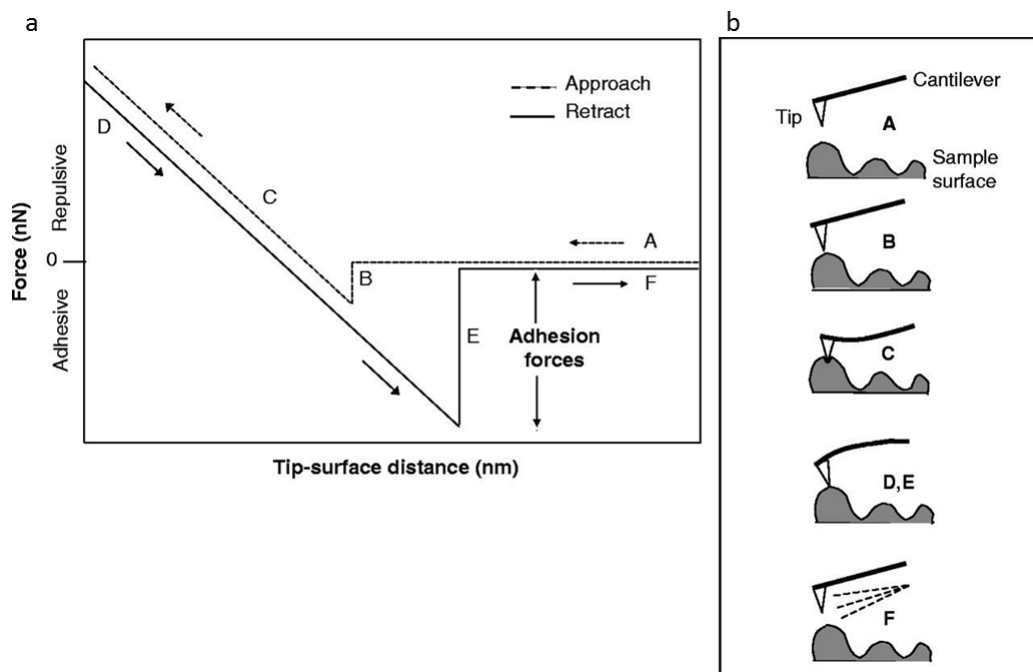 a
Approach
Retract
D
C
Force (nN)
Repulsive
0
Adhesive
A
B
F
E
Adhesion
forces
Tip-surface distance (nm)
b
Cantilever
Tip
A
Sample
surface
B
C
D,E
F